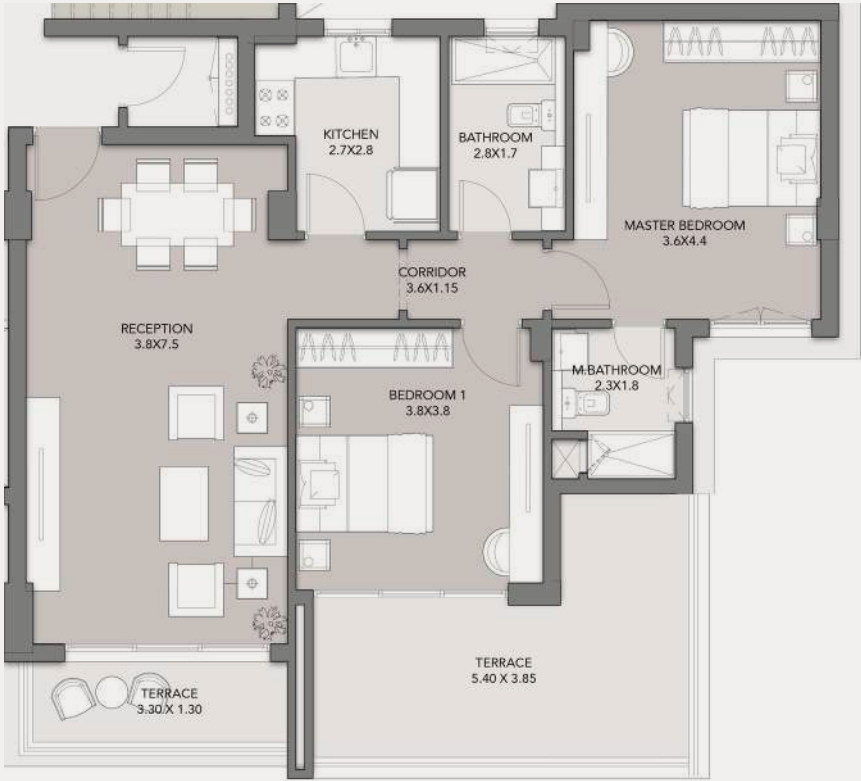 KITCHEN
2.7X2.8
BATHROOM
2.8X1.7
MASTER BEDROOM
3.6X4.4
CORRIDOR
3.6X1.15
RECEPTION
3.8X7.5
M.BATHROOM
2.3X1.8
BEDROOM 1
3.8X3.8
TERRACE
5.40 X 3.85
TERRACE
3.30 X 1.30